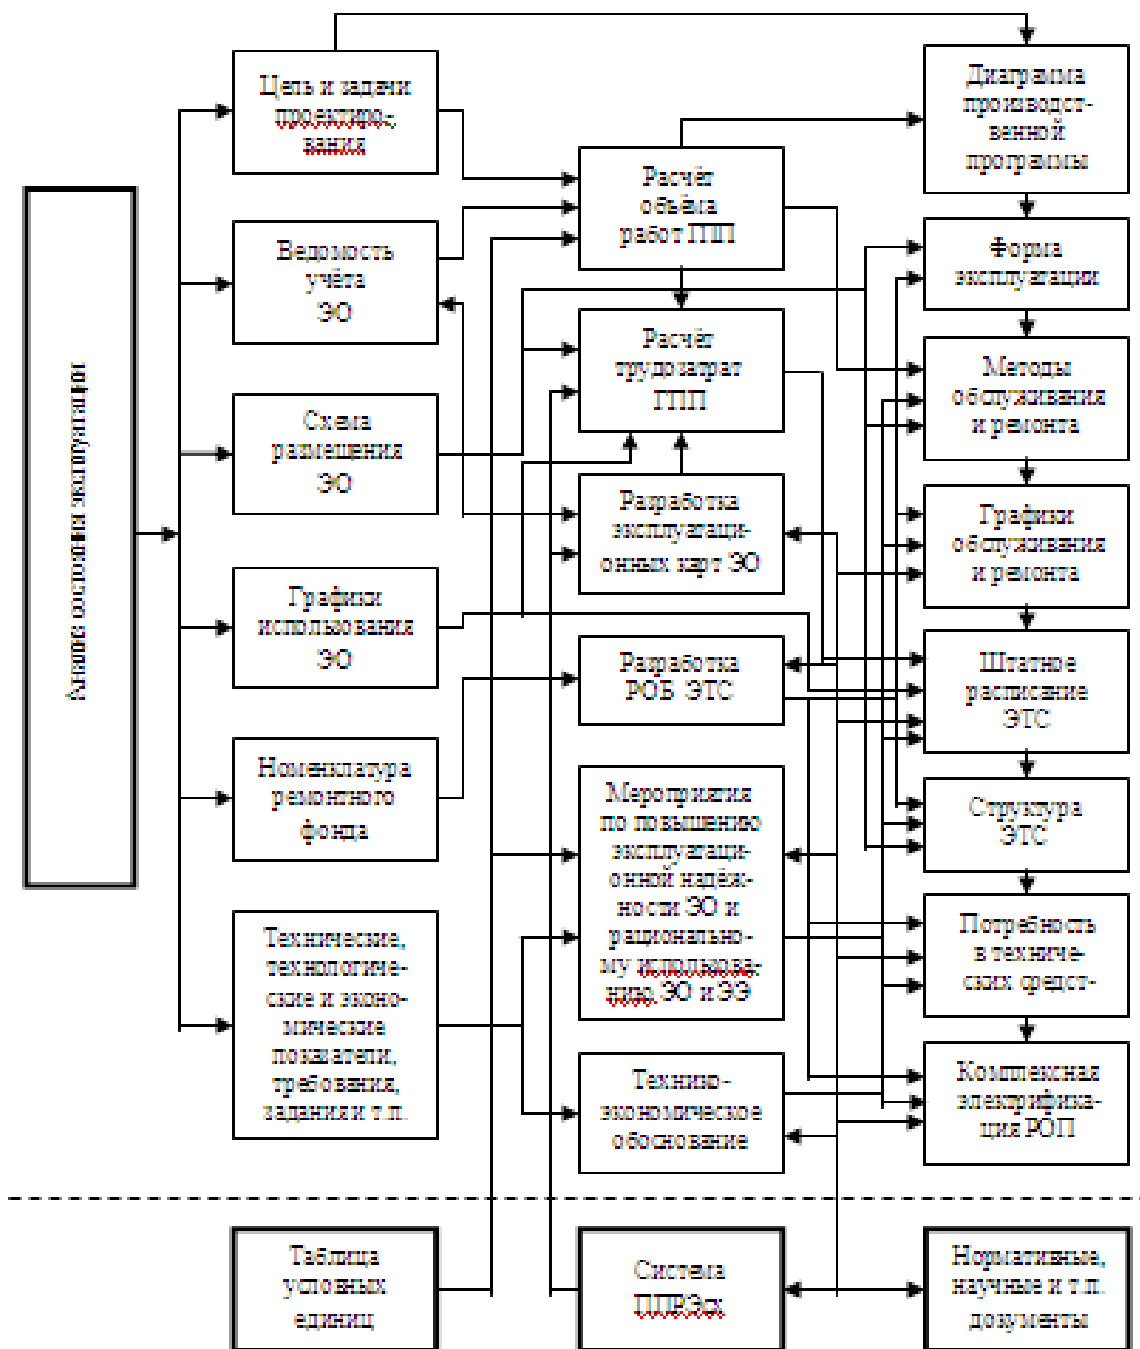 Анализ состояния эксплуатации
Цель и задачи
проектиро-
вания
Ведомость
учёта
ЭО
Схема
размещения
ЭО
Графики
использования
ЭО
Номенклатура
ремонтного
фонда
Технические,
технологиче-
ские и эконо-
мические
показатели,
требования,
задания и т.п.
Расчёт
объёма
работ ГПП
Расчёт
трудозатрат
ГПП
Разработка
эксплуатаци-
онных карт ЭО
Разработка
РОБ ЭТС
Мероприятия
по повышению
эксплуатаци-
онной надёж-
ности ЭО и
рационально-
му использова-
нию ЭО и ЭЭ
Технико-
экономическое
обоснование
Диаграмма
производст-
венной
программы
Форма
эксплуатации
Методы
обслуживания
и ремонта
Графики
обслуживания
и ремонта
Штатное
расписание
ЭТС
Структура
ЭТС
Потребность
в техниче-
ских средст-
Комплексная
электрифика-
ция РОП
Таблица
условных
единиц
Система
ППРЭсх
Нормативные,
научные и т.п.
документы